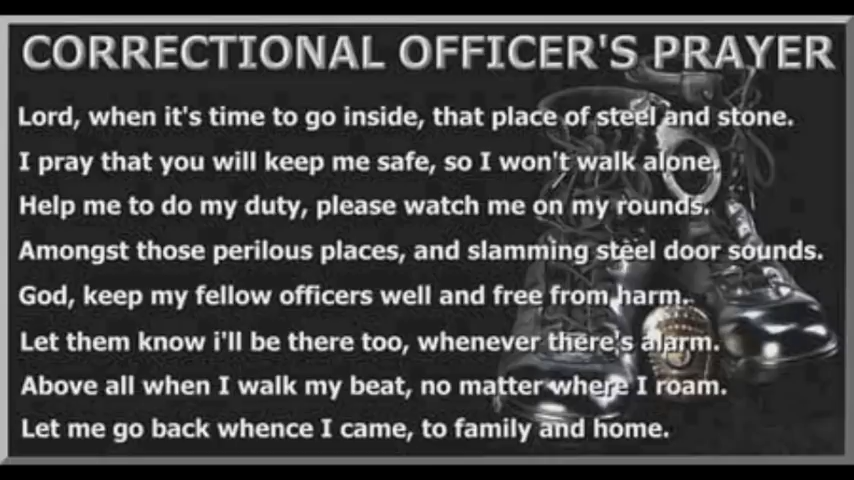 CORRECTIONAL OFFICER'S PRAYER
Lord, when it's time to go inside, that place of steel and stone.
I pray that you will keep me safe, so I won't walk alone.
Help me to do my duty, please watch me on my rounds.
Amongst those perilous places, and slamming steel door sounds.
God, keep my fellow officers well and free from harm.
Let them know i'll be there too, whenever there's alarm.
Above all when I walk my beat, no matter where I roam.
Let me go back whence I came, to family and home.